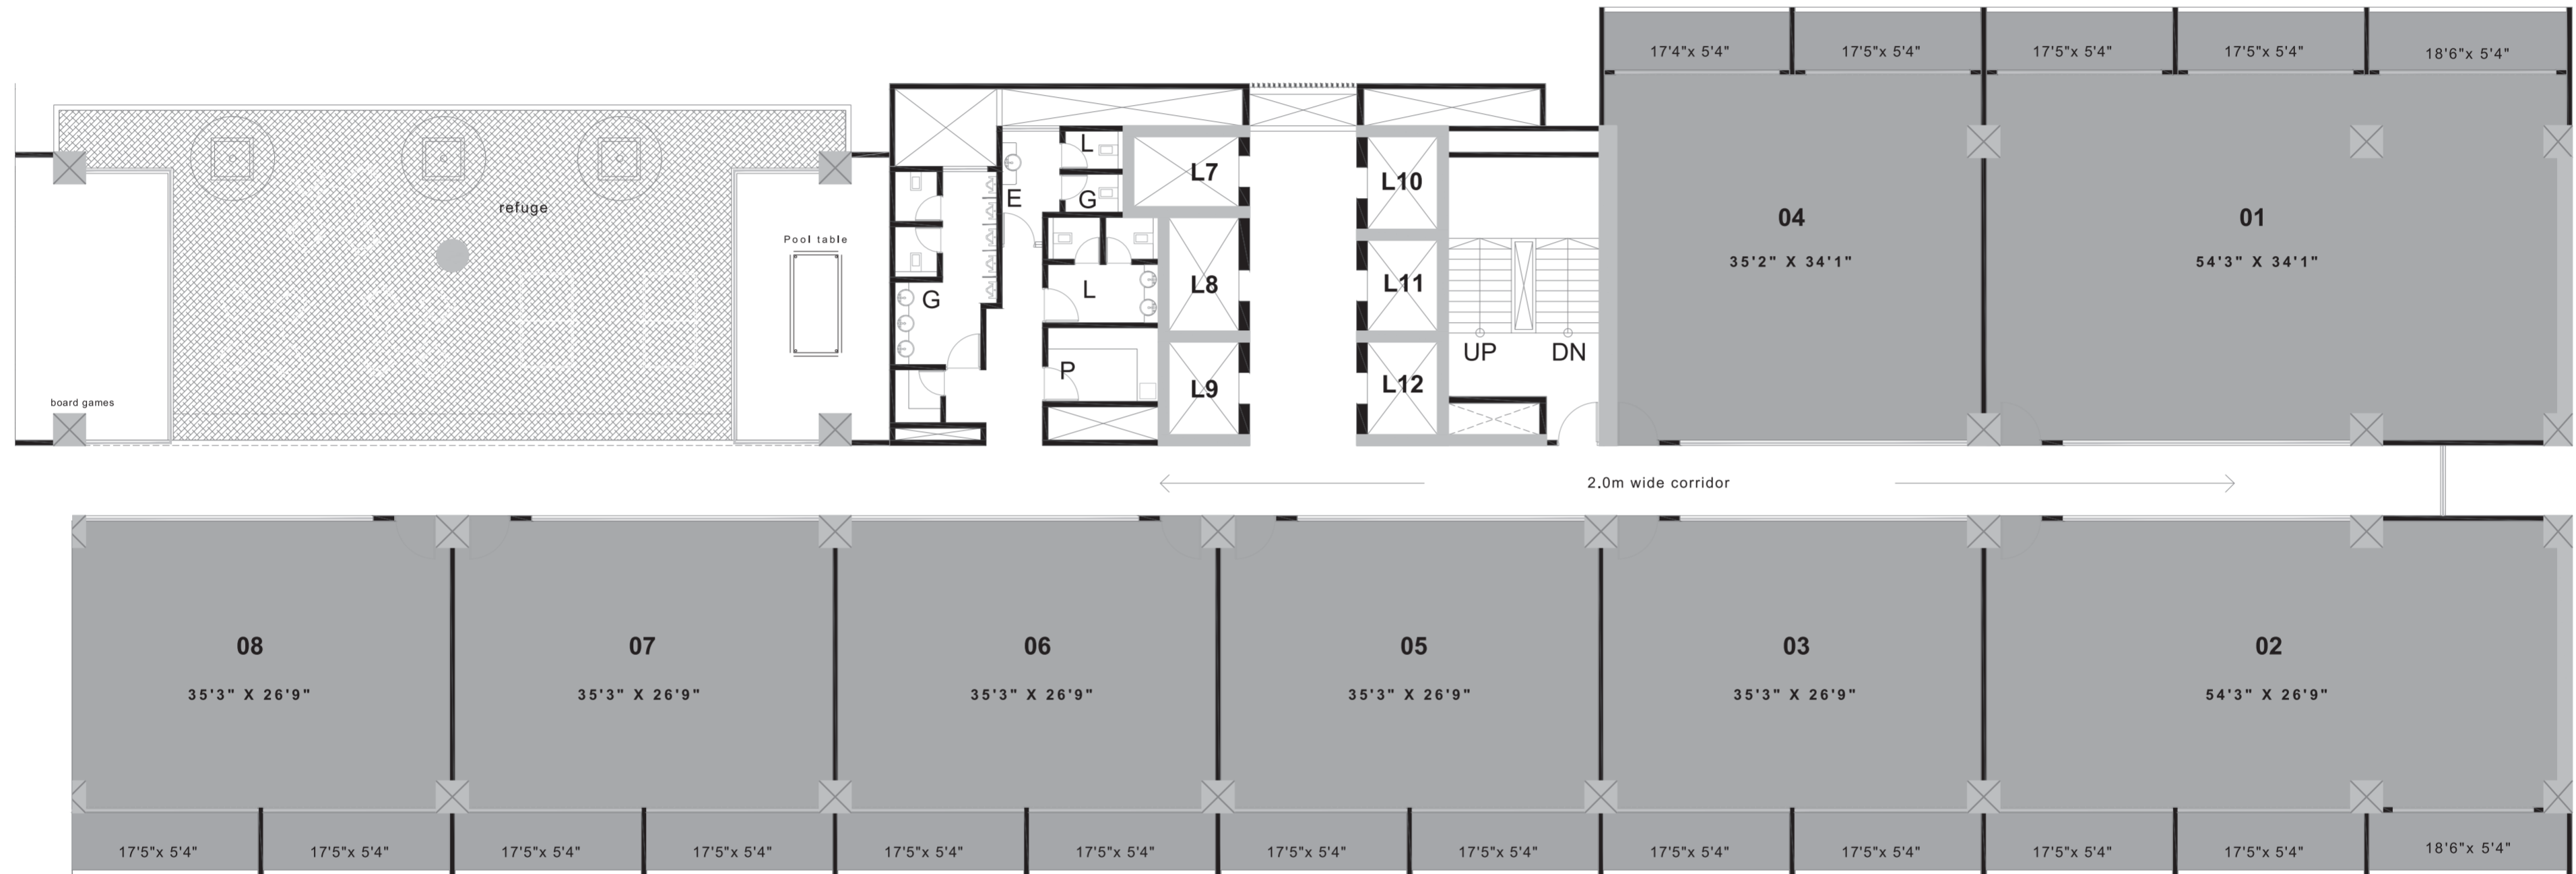 17'4"x 5'4"
17'5"x 5'4"
17'5"x 5'4"
17'5"x 5'4"
18'6"x 5'4"
refuge
Pool table
board games
G
E
L
G
L
P
L7
L8
L9
L10
L11
L12
UP
DN
04
35'2" X 34'1"
01
54'3" X 34'1"
2.0m wide corridor
08
35'3" X 26'9"
07
35'3" X 26'9"
06
35'3" X 26'9"
05
35'3" X 26'9"
03
35'3" X 26'9"
02
54'3" X 26'9"
17'5"x 5'4"
17'5"x 5'4"
17'5"x 5'4"
17'5"x 5'4"
17'5"x 5'4"
17'5"x 5'4"
17'5"x 5'4"
17'5"x 5'4"
17'5"x 5'4"
17'5"x 5'4"
17'5"x 5'4"
17'5"x 5'4"
18'6"x 5'4"